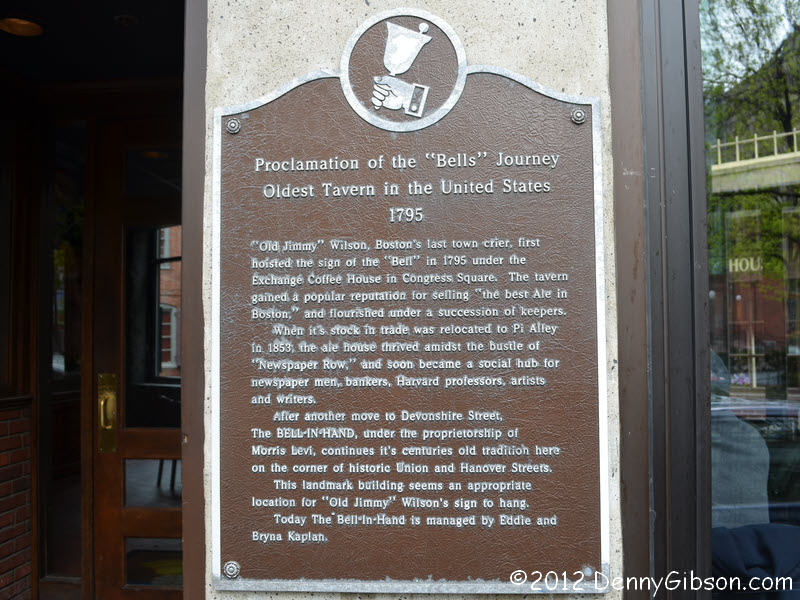 Proclamation of the "Bells" Journey
Oldest Tavern in the United States
1795
"Old Jimmy" Wilson, Boston's last town crier, first
hoisted the sign of the "Bell" in 1795 under the
Exchange Coffee House in Congress Square. The tavern
gained a popular reputation for selling "the best Ale in
Boston," and flourished under a succession of keepers.
When it's stock in trade was relocated to Pi Alley
in 1853, the ale house thrived amidst the bustle of
"Newspaper Row," and soon became a social hub for
newspaper men, bankers, Harvard professors, artists
and writers.
After another move to Devonshire Street,
The BELL-IN-HAND, under the proprietorship of
Morris Levi, continues it's centuries old tradition here
on the corner of historic Union and Hanover Streets.
This landmark building seems an appropriate
location for "Old Jimmy" Wilson's sign to hang.
Today The Bell-In-Hand is managed by Eddie and
Bryna Kaplan.
HOU
©2012 DennyGibson.com